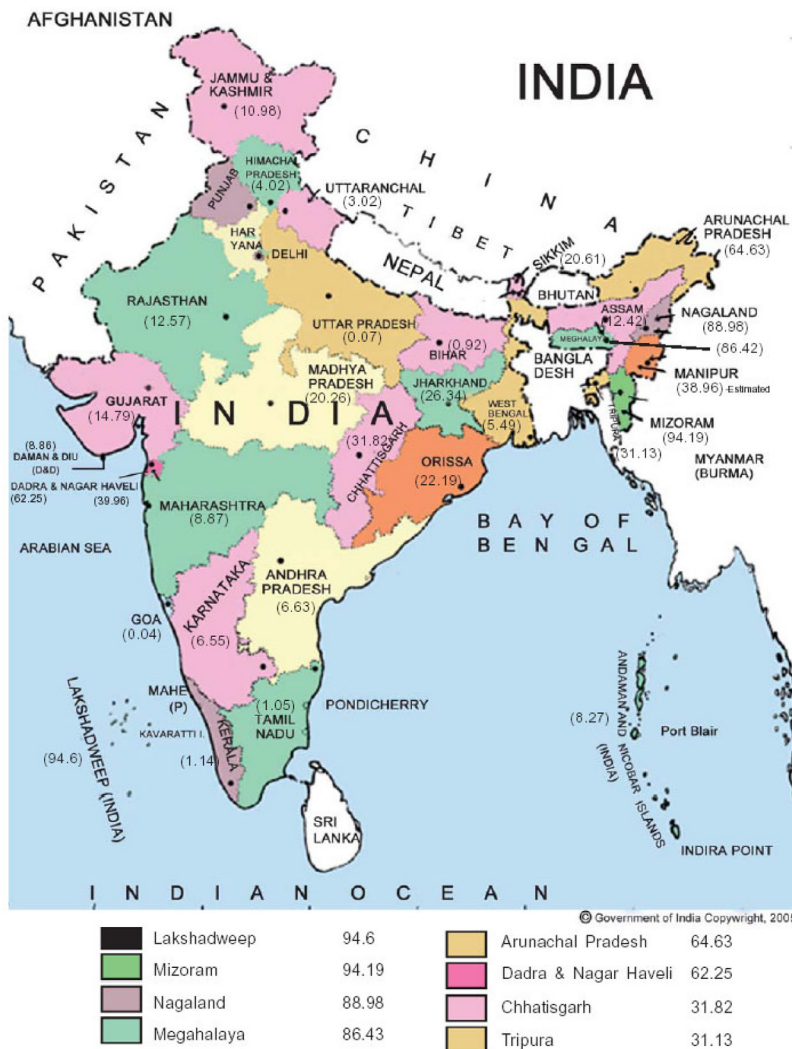 AFGHANISTAN
INDIA
JAMMU &
KASHMIR
(10.98)
PAKISTAN
CHINA
TIBET
HIMACHAL
PRADESH
(4.02)
PUNJAB
UTTARANCHAL
(3.02)
HAR
YANA
DELHI
NEPAL
SIKKIM
(20.61)
BHUTAN
ARUNACHAL
PRADESH
(64.63)
RAJASTHAN
(12.57)
UTTAR PRADESH
(0.07)
(0.92)
BIHAR
ASSAM
(12.42)
NAGALAND
(88.98)
MEGHALAY
(86.42)
BANGLA
DESH
MANIPUR
(38.96) -Estimated
MADHYA
PRADESH
(20.26)
JHARKHAND
(26.34)
WEST
BENGAL
(5.49)
TRIPURA
(31.13)
MIZORAM
(94.19)
MYANMAR
(BURMA)
GUJARAT
(14.79)
INDIA
(31.82)
CHHATTISGARH
(8.86)
DAMAN & DIU
(D&D)
DADRA & NAGAR HAVELI
(62.25)
(39.96)
ORISSA
(22.19)
MAHARASHTRA
(8.87)
ARABIAN SEA
BAY OF
BENGAL
ANDHRA
PRADESH
(6.63)
KARNATAKA
(6.55)
GOA
(0.04)
LAKSHADWEEP (INDIA)
(94.6)
MAHE
(P)
KAVARATTI I.
KERALA
(1.14)
(1.05)
TAMIL
NADU
PONDICHERRY
ANDAMAN AND NICOBAR ISLANDS
(INDIA)
(8.27)
Port Blair
SRI
LANKA
INDIRA POINT
INDIAN OCEAN
© Government of India Copyright, 2005
Lakshadweep 94.6
Mizoram 94.19
Nagaland 88.98
Megahalaya 86.43
Arunachal Pradesh 64.63
Dadra & Nagar Haveli 62.25
Chhatisgarh 31.82
Tripura 31.13